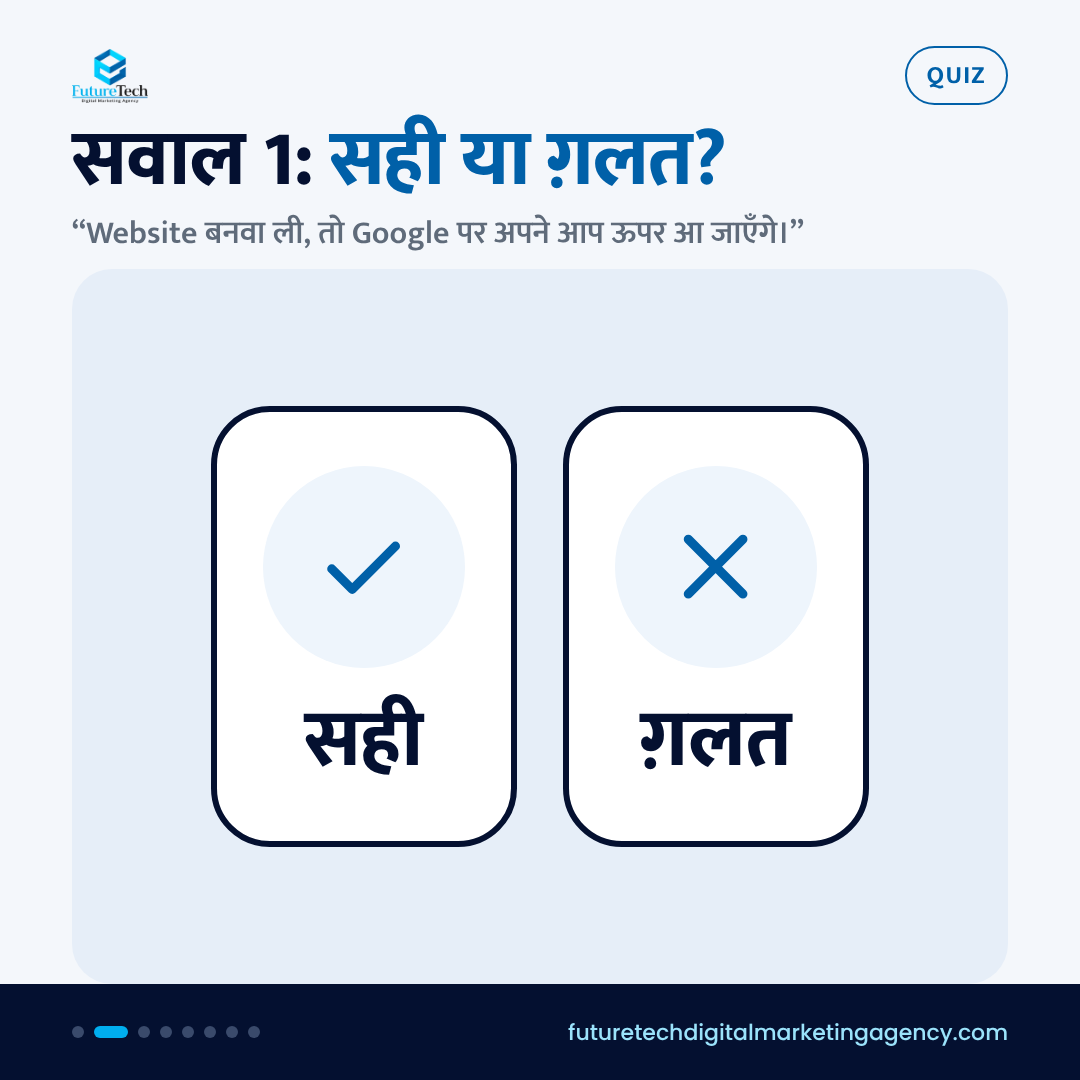 FutureTech
Digital Marketing Agency
QUIZ
सवाल 1: सही या ग़लत?
“Website बनवा ली, तो Google पर अपने आप ऊपर आ जाएँगे।”
सही
ग़लत
futuretechdigitalmarketingagency.com